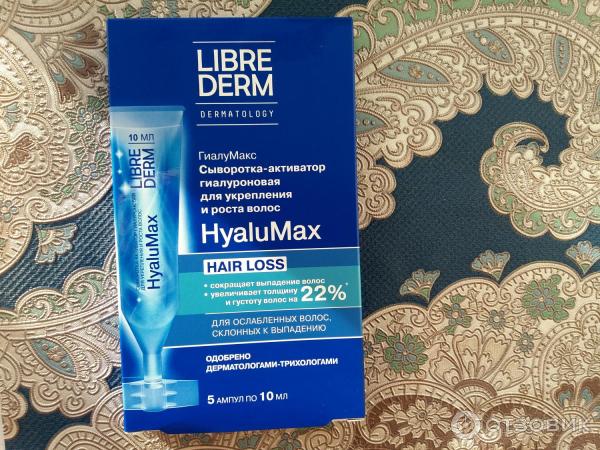 LIBRE
DERM
DERMATOLOGY
ГиалуМакс
Сыворотка-активатор
гиалуроновая
для укрепления
и роста волос
HyaluMax
HAIR LOSS
• сокращает выпадение волос
• увеличивает толщину
и густоту волос на 22%*
ДЛЯ ОСЛАБЛЕННЫХ ВОЛОС,
СКЛОННЫХ К ВЫПАДЕНИЮ
ОДОБРЕНО
ДЕРМАТОЛОГАМИ-ТРИХОЛОГАМИ
5 АМПУЛ ПО 10 МЛ
10 МЛ
LIBRE
DERM
HyaluMax
Отзовик